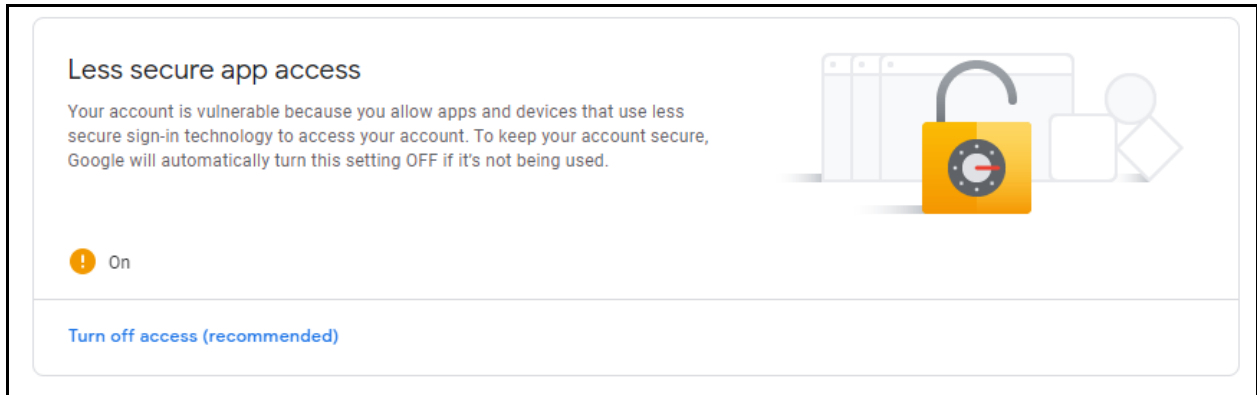 Less secure app access
Your account is vulnerable because you allow apps and devices that use less
secure sign-in technology to access your account. To keep your account secure,
Google will automatically turn this setting OFF if it's not being used.
On
Turn off access (recommended)